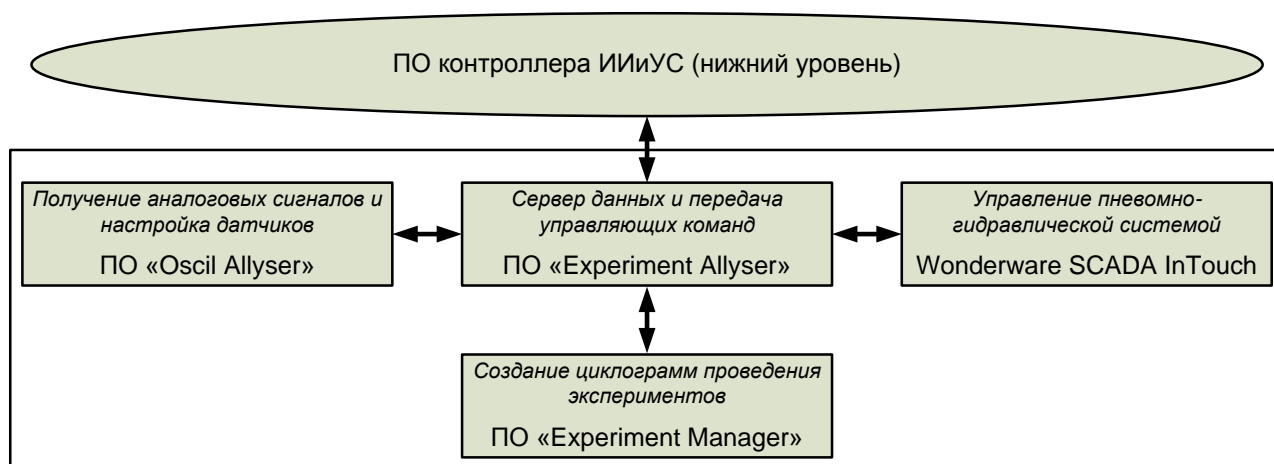 ПО контроллера ИИиУС (нижний уровень)
Получение аналоговых сигналов и
настройка датчиков
ПО «Oscil Allyser»
Сервер данных и передача
управляющих команд
ПО «Experiment Allyser»
Управление пневомно-
гидравлической системой
Wonderware SCADA InTouch
Создание циклограмм проведения
экспериментов
ПО «Experiment Manager»